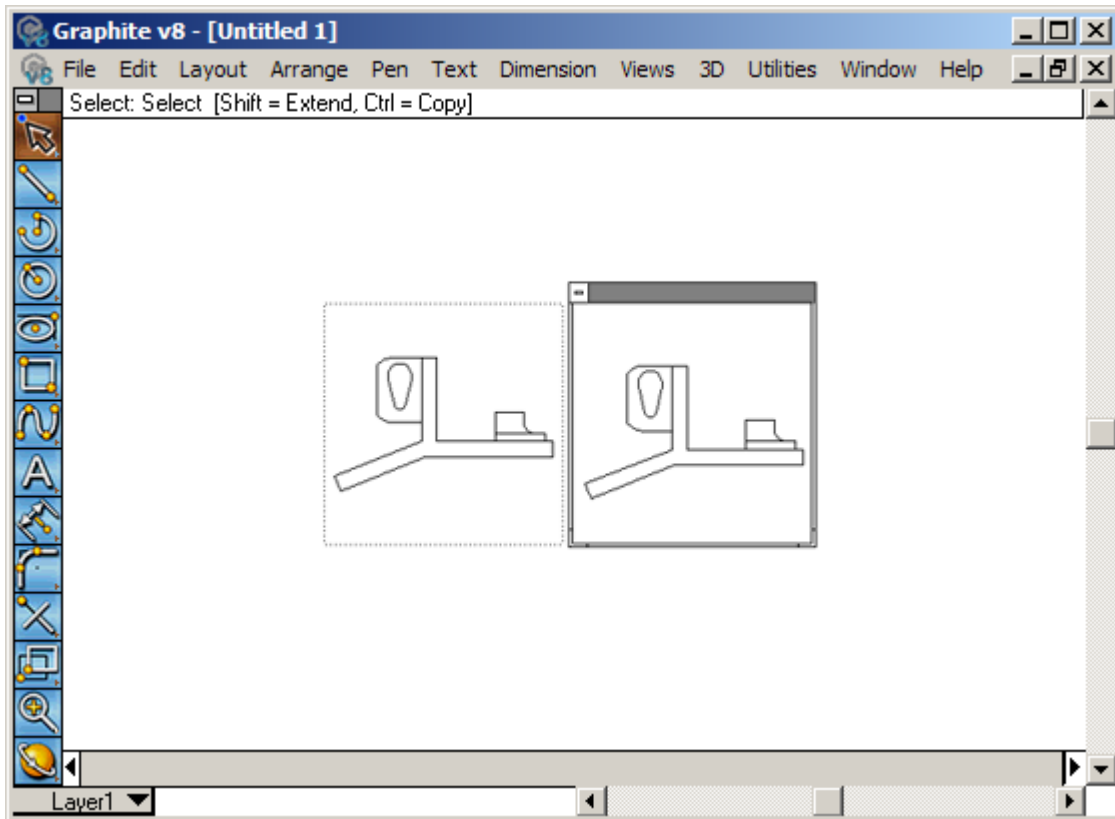 Graphite v8 - [Untitled 1]
File Edit Layout Arrange Pen Text Dimension Views 3D Utilities Window Help
Select: Select [Shift = Extend, Ctrl = Copy]
Layer1